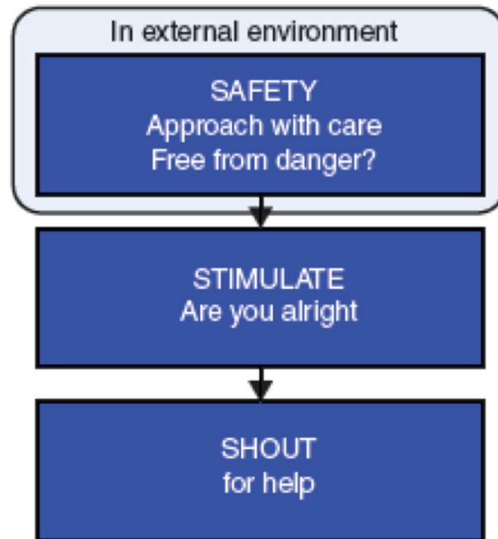 In external environment
SAFETY
Approach with care
Free from danger?
STIMULATE
Are you alright
SHOUT
for help